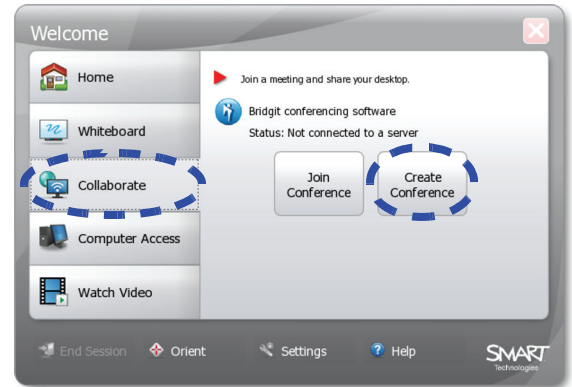 Welcome
Home
Whiteboard
Collaborate
Computer Access
Watch Video
Join a meeting and share your desktop.
Bridgit conferencing software
Status: Not connected to a server
Join
Conference
Create
Conference
End Session
Orient
Settings
Help
SMART
Technologies